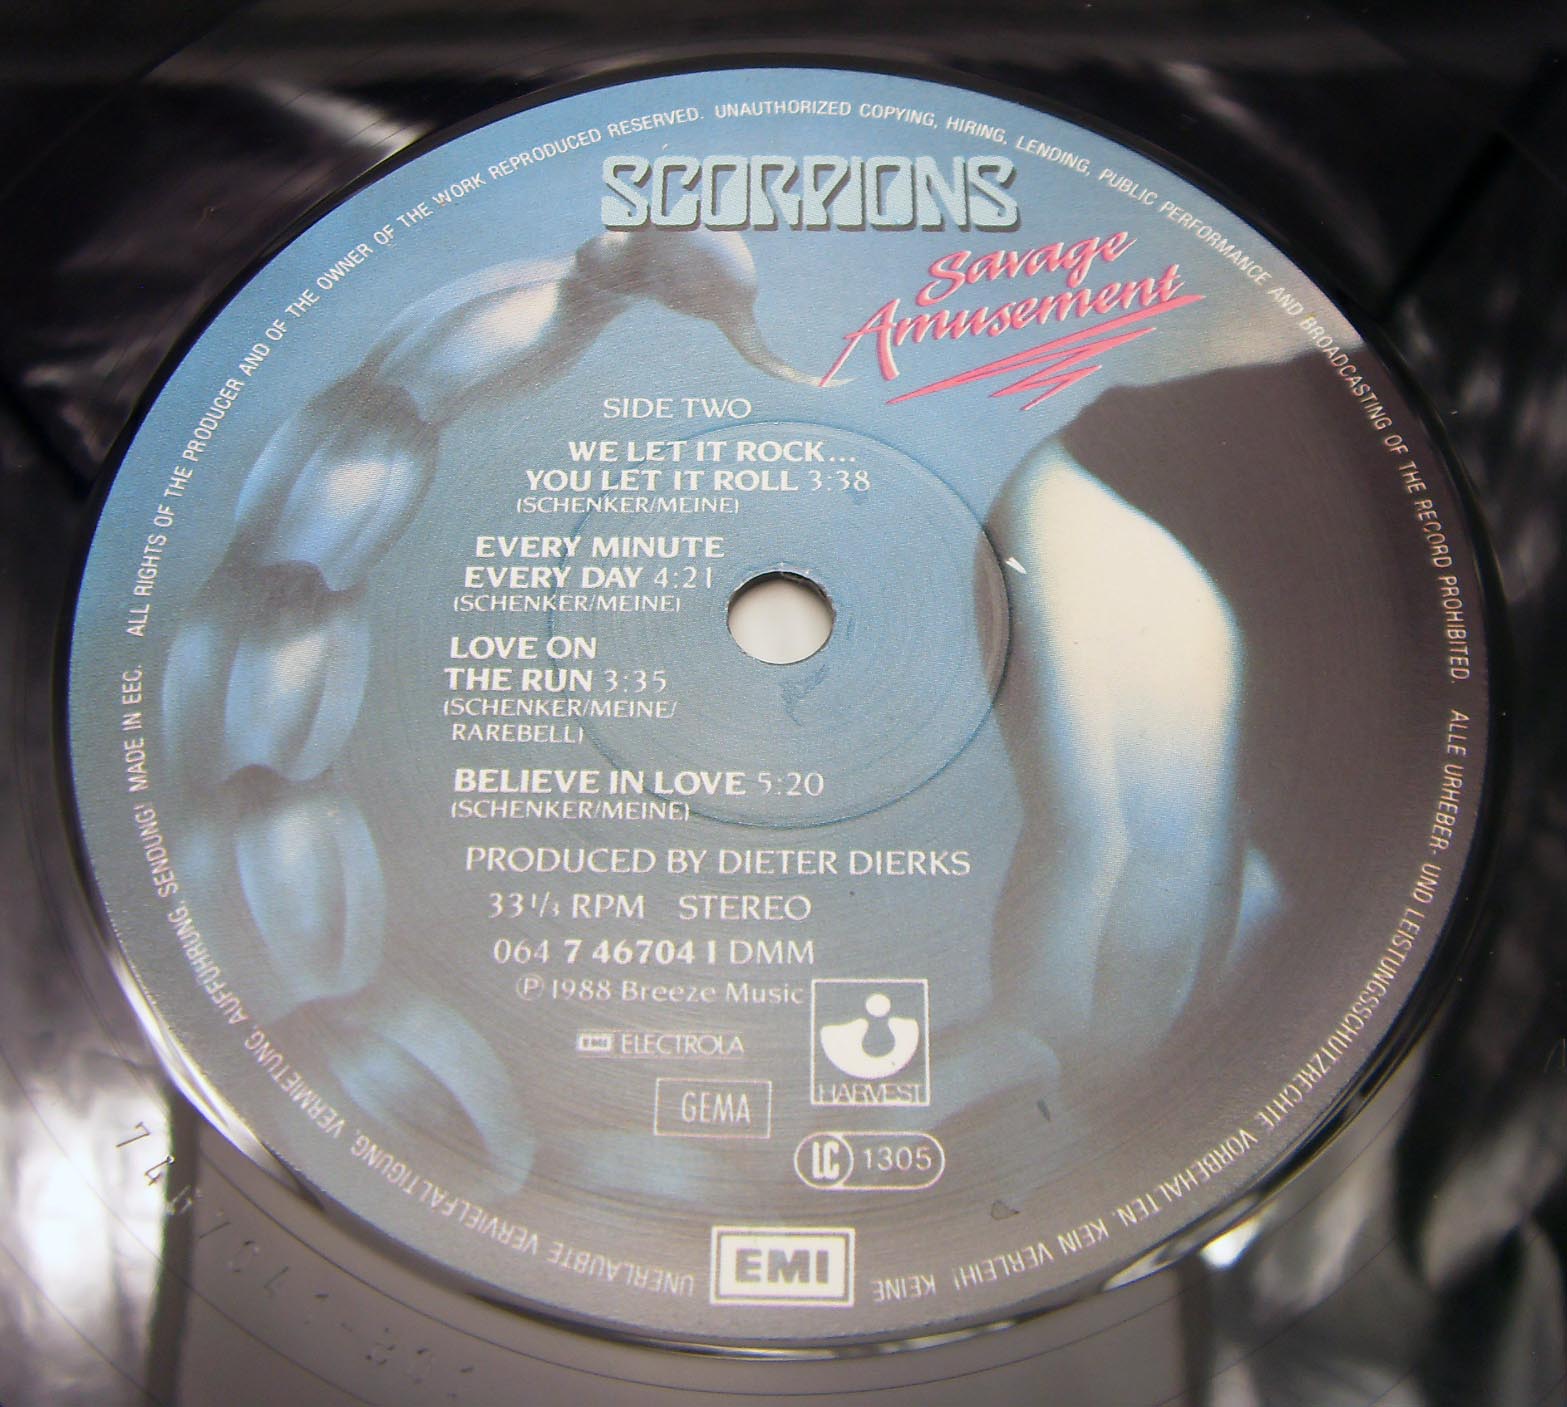 ALL RIGHTS OF THE PRODUCER AND OF THE OWNER OF THE WORK REPRODUCED RESERVED. UNAUTHORIZED COPYING, HIRING, LENDING, PUBLIC PERFORMANCE AND BROADCASTING OF THE RECORD PROHIBITED. ALLE URHEBER- UND LEISTUNGSSCHUTZRECHTE VORBEHALTEN. KEIN VERLEIH! KEINE
UNERLAUBTE VERVIELFÄLTIGUNG, VERMIETUNG, AUFFÜHRUNG, SENDUNG! MADE IN EEC.
SCORPIONS
Savage
Amusement
SIDE TWO
WE LET IT ROCK...
YOU LET IT ROLL 3:38
(SCHENKER/MEINE)
EVERY MINUTE
EVERY DAY 4:21
(SCHENKER/MEINE)
LOVE ON
THE RUN 3:35
(SCHENKER/MEINE/
RAREBELL)
BELIEVE IN LOVE 5:20
(SCHENKER/MEINE)
PRODUCED BY DIETER DIERKS
33 1/3 RPM STEREO
064 7 46704 1 DMM
℗ 1988 Breeze Music
EMI ELECTROLA
HARVEST
GEMA
LC 1305
EMI